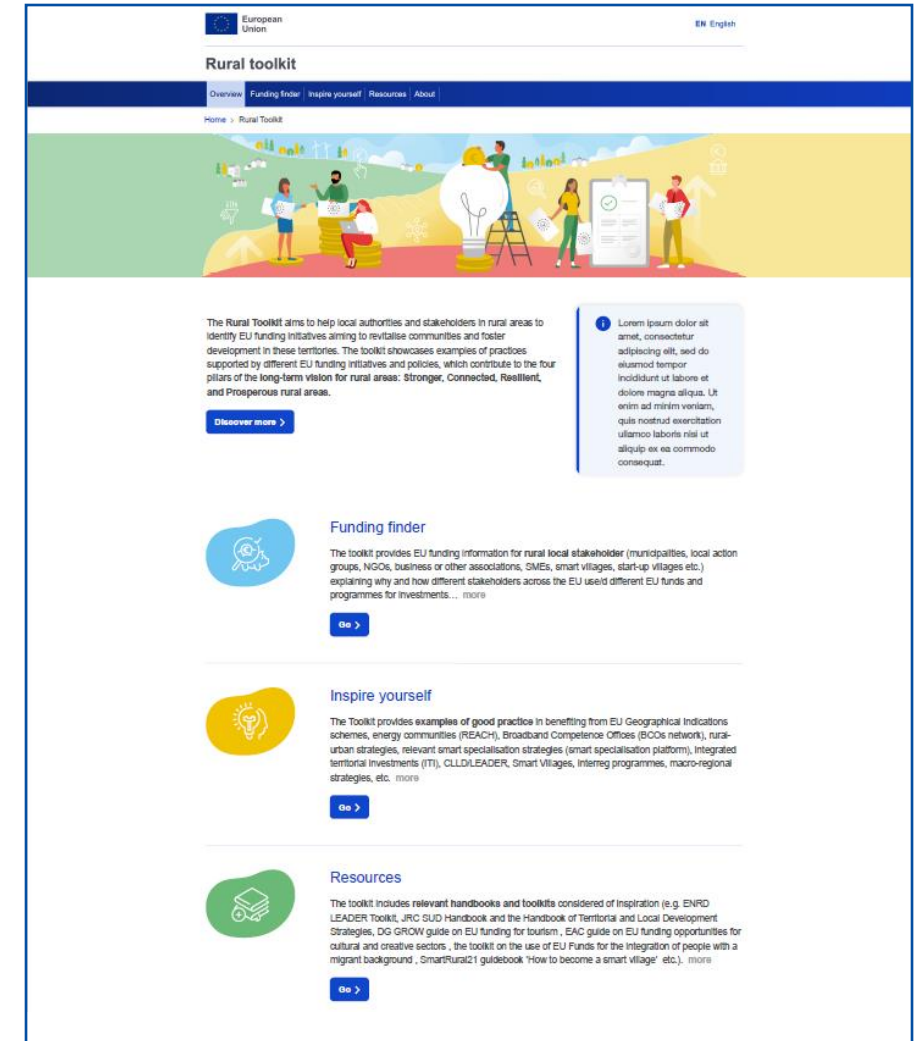 European
Union
EN English
Rural toolkit
Overview Funding finder Inspire yourself Resources About
Home > Rural Toolkit
The Rural Toolkit aims to help local authorities and stakeholders in rural areas to
identify EU funding initiatives aiming to revitalise communities and foster
development in these territories. The toolkit showcases examples of practices
supported by different EU funding initiatives and policies, which contribute to the four
pillars of the long-term vision for rural areas: Stronger, Connected, Resilient,
and Prosperous rural areas.
Discover more >
Lorem ipsum dolor sit
amet, consectetur
adipiscing elit, sed do
eiusmod tempor
incididunt ut labore et
dolore magna aliqua. Ut
enim ad minim veniam,
quis nostrud exercitation
ullamco laboris nisi ut
aliquip ex ea commodo
consequat.
Funding finder
The toolkit provides EU funding information for rural local stakeholder (municipalities, local action
groups, NGOs, business or other associations, SMEs, smart villages, start-up villages etc.)
explaining why and how different stakeholders across the EU use/d different EU funds and
programmes for investments... more
Go >
Inspire yourself
The Toolkit provides examples of good practice in benefiting from EU Geographical Indications
schemes, energy communities (REACH), Broadband Competence Offices (BCOs network), rural-
urban strategies, relevant smart specialisation strategies (smart specialisation platform), Integrated
territorial Investments (ITI), CLLD/LEADER, Smart Villages, Interreg programmes, macro-regional
strategies, etc. more
Go >
Resources
The toolkit includes relevant handbooks and toolkits considered of inspiration (e.g. ENRD
LEADER Toolkit, JRC SUD Handbook and the Handbook of Territorial and Local Development
Strategies, DG GROW guide on EU funding for tourism , EAC guide on EU funding opportunities for
cultural and creative sectors , the toolkit on the use of EU Funds for the integration of people with a
migrant background , SmartRural21 guidebook 'How to become a smart village' etc.). more
Go >